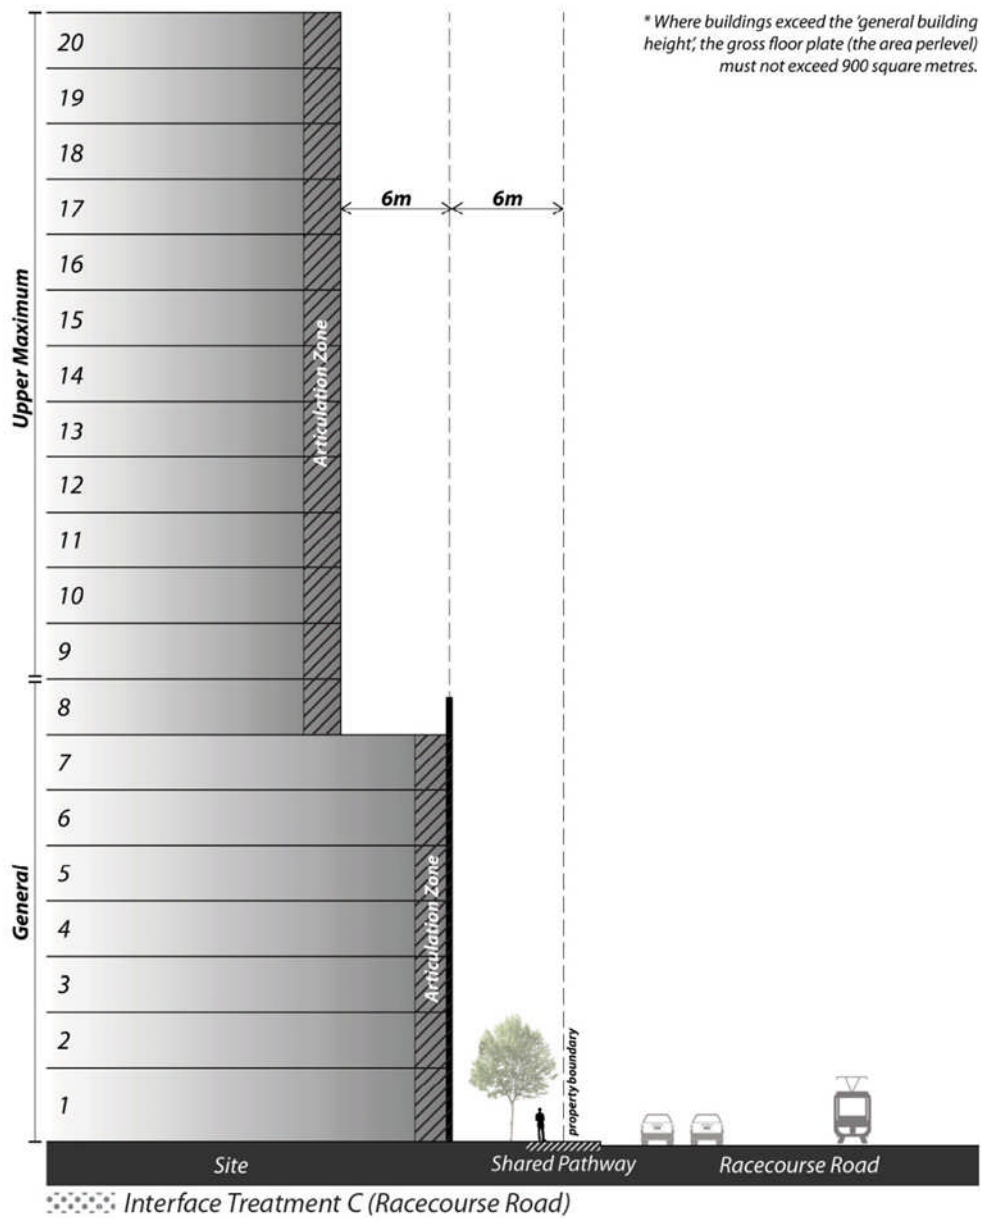 * Where buildings exceed the 'general building
height', the gross floor plate (the area perlevel)
must not exceed 900 square metres.
20
19
18
17
6m
6m
16
15
14
13
12
11
10
9
Upper Maximum
Articulation Zone
8
7
6
5
4
3
2
1
General
Articulation Zone
property boundary
Site
Shared Pathway
Racecourse Road
Interface Treatment C (Racecourse Road)